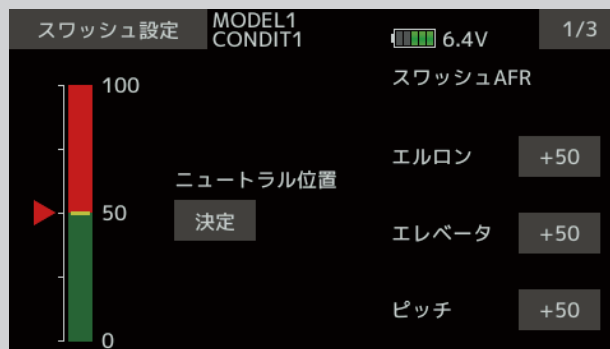 スワッシュ設定
MODEL1
CONDIT1
6.4V
1/3
100
50
0
ニュートラル位置
決定
スワッシュAFR
エルロン +50
エレベータ +50
ピッチ +50